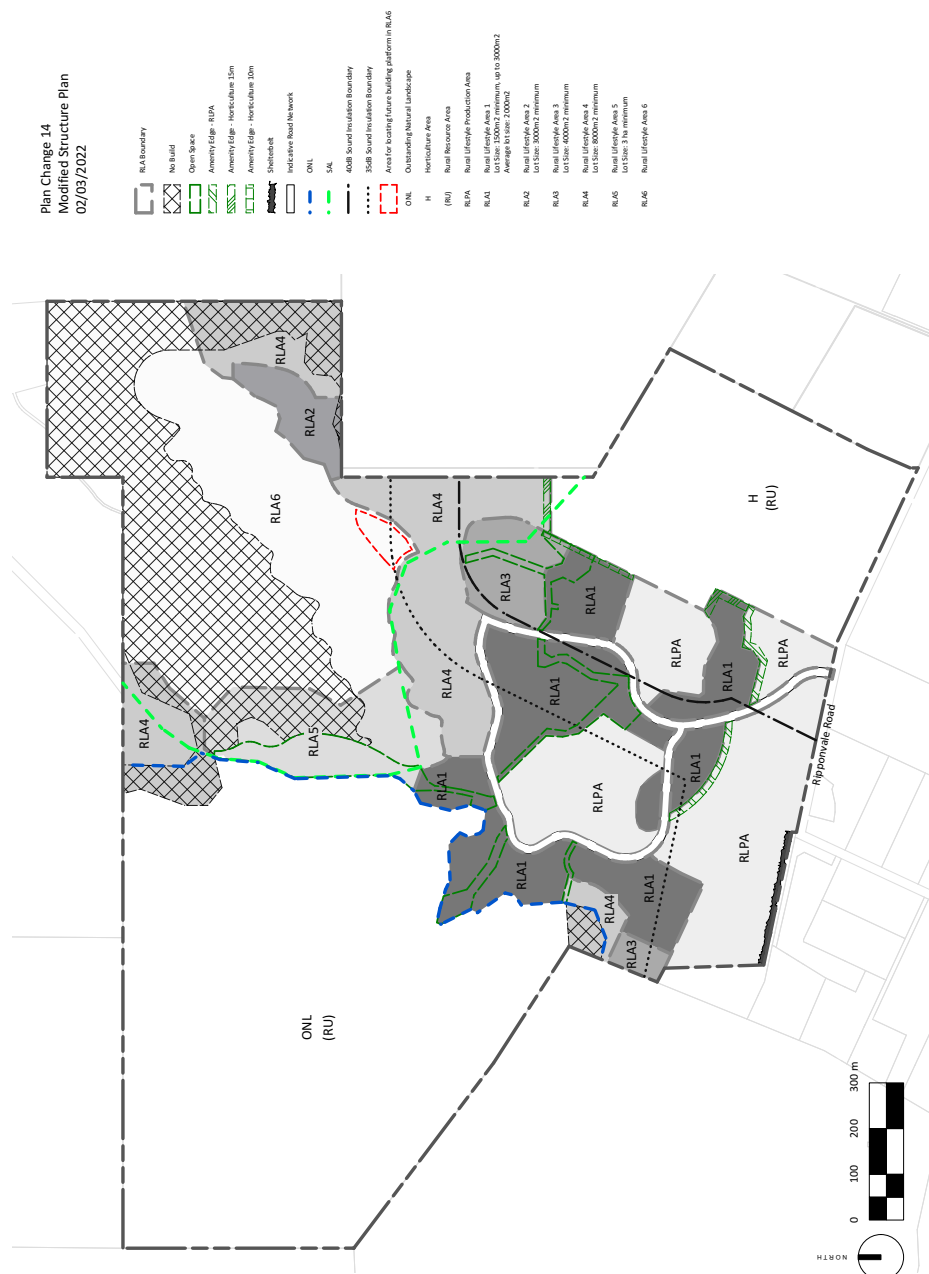 Plan Change 14
Modified Structure Plan
02/03/2022
RLA Boundary
No Build
Open Space
Amenity Edge - RLPA
Amenity Edge - Horticulture 15m
Amenity Edge - Horticulture 10m
Shelterbelt
Indicative Road Network
ONL
SAL
40dB Sound Insulation Boundary
35dB Sound Insulation Boundary
Area for locating future building platform in RLA6
ONL Outstanding Natural Landscape
H Horticulture Area
(RU) Rural Resource Area
RLPA Rural Lifestyle Production Area
RLA1 Rural Lifestyle Area 1
Lot Size: 1500m2 minimum, up to 3000m2
Average lot size: 2000m2
RLA2 Rural Lifestyle Area 2
Lot Size: 3000m2 minimum
RLA3 Rural Lifestyle Area 3
Lot Size: 4000m2 minimum
RLA4 Rural Lifestyle Area 4
Lot Size: 8000m2 minimum
RLA5 Rural Lifestyle Area 5
Lot Size: 3 ha minimum
RLA6 Rural Lifestyle Area 6
RLA4
RLA2
RLA6
RLA4
RLA4
RLA5
RLA3
RLA1
H
(RU)
RLA4
RLA1
RLPA
RLA1
RLPA
RLA1
RLPA
RLA1
RLA1
RLA4
RLA1
RLA3
RLPA
Ripponvale Road
ONL
(RU)
0 100 200 300 m
NORTH